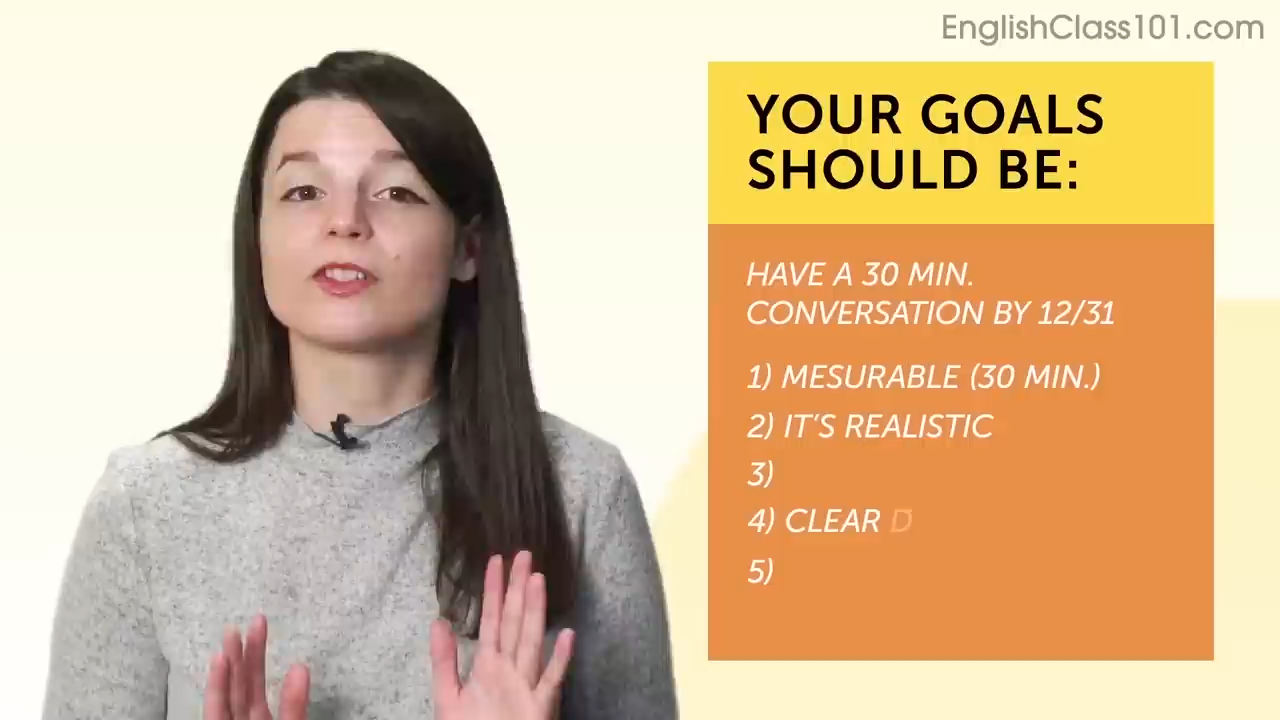 EnglishClass101.com
YOUR GOALS
SHOULD BE:
HAVE A 30 MIN.
CONVERSATION BY 12/31
1) MESURABLE (30 MIN.)
2) IT'S REALISTIC
3)
4) CLEAR D
5)